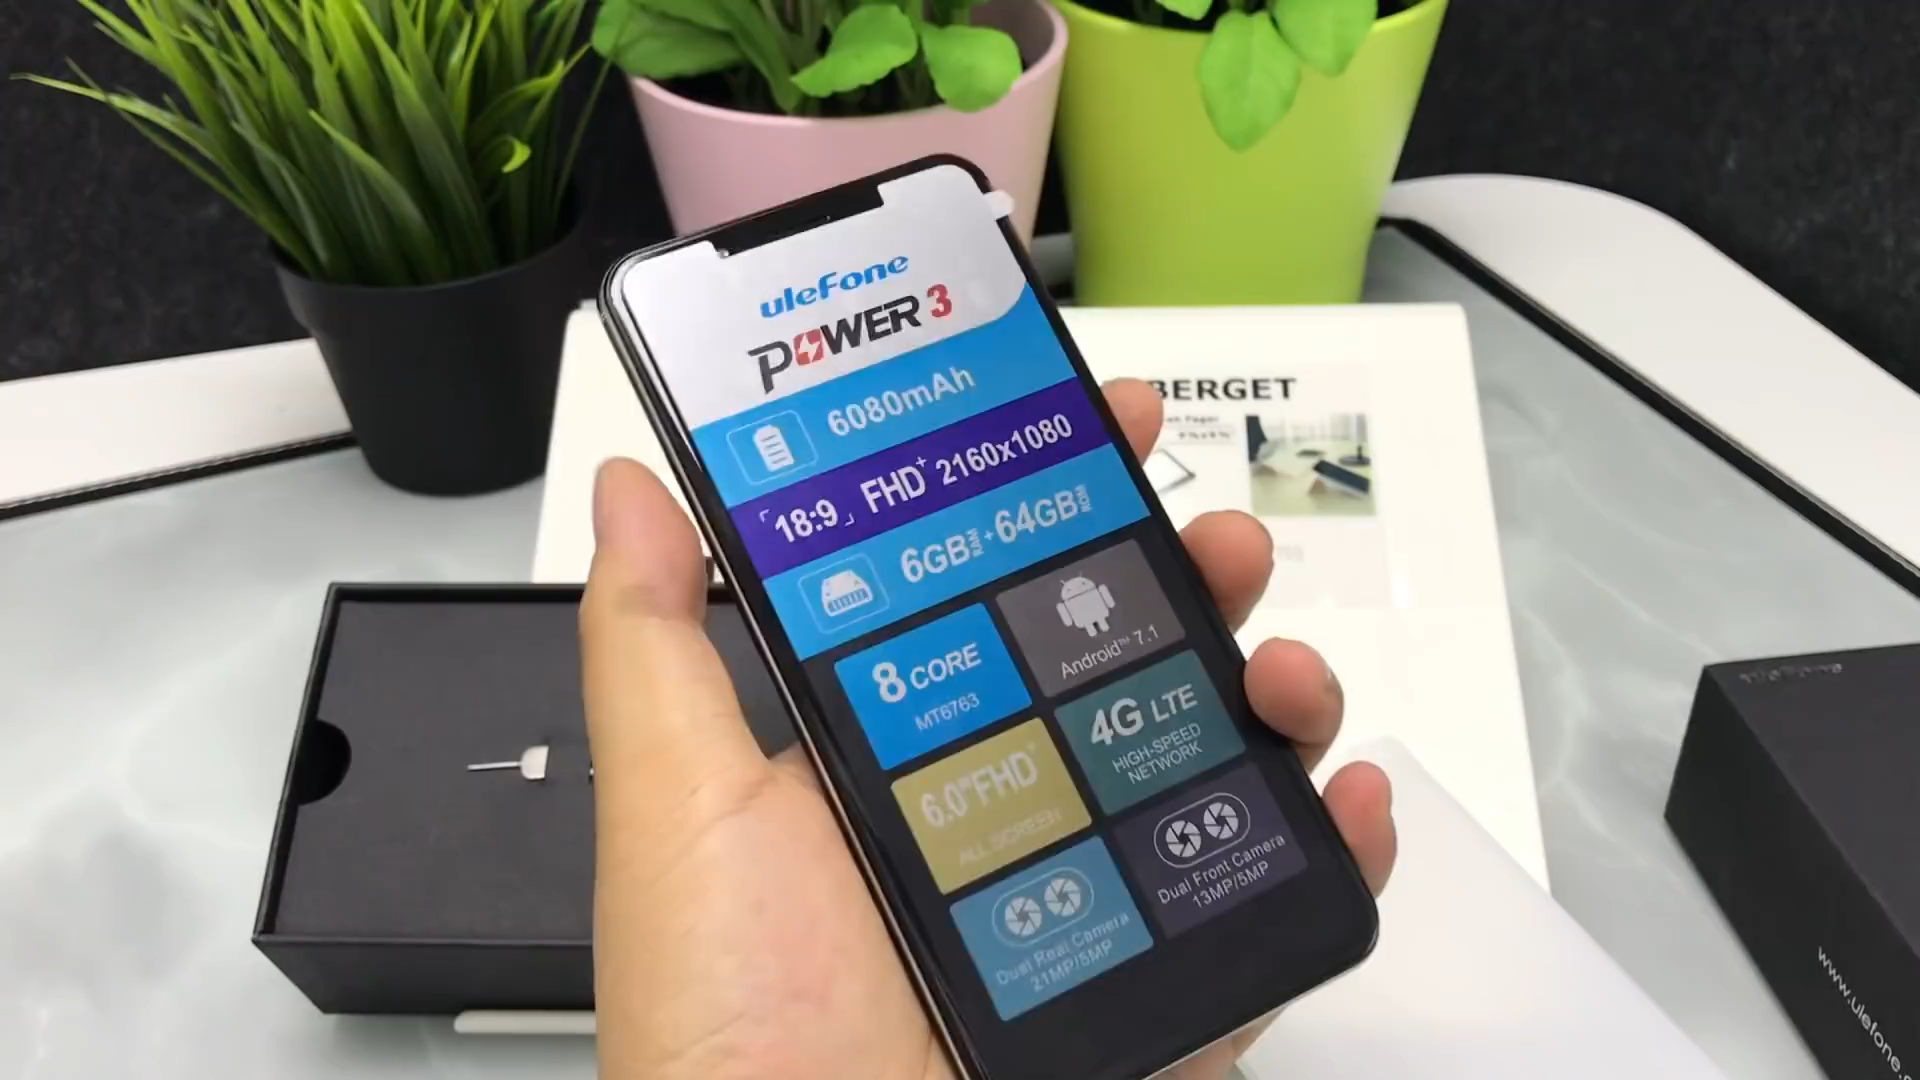 uleFone
POWER 3
6080mAh
18:9 FHD+ 2160x1080
6GB RAM + 64GB ROM
8 CORE
MT6763
Android™ 7.1
6.0"FHD+
ALL SCREEN
4G LTE
HIGH-SPEED
NETWORK
Dual Real Camera
21MP/5MP
Dual Front Camera
13MP/5MP
BERGET
uleFone
www.ulefone.